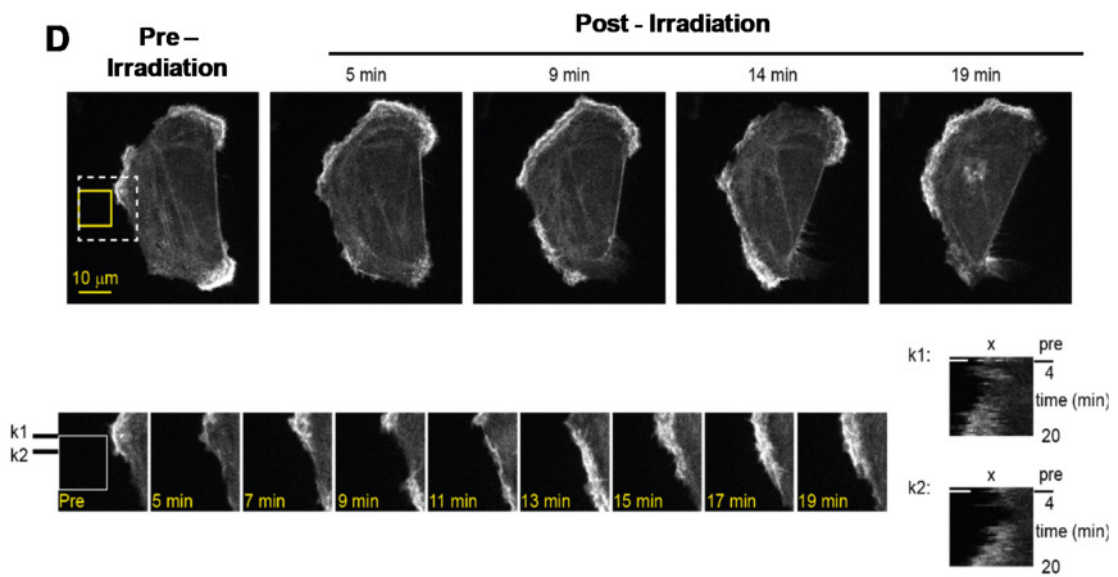 D
Pre –
Irradiation
Post - Irradiation
5 min
9 min
14 min
19 min
10 μm
k1
k2
Pre
5 min
7 min
9 min
11 min
13 min
15 min
17 min
19 min
k1:
x
pre
4
time (min)
20
k2:
x
pre
4
time (min)
20